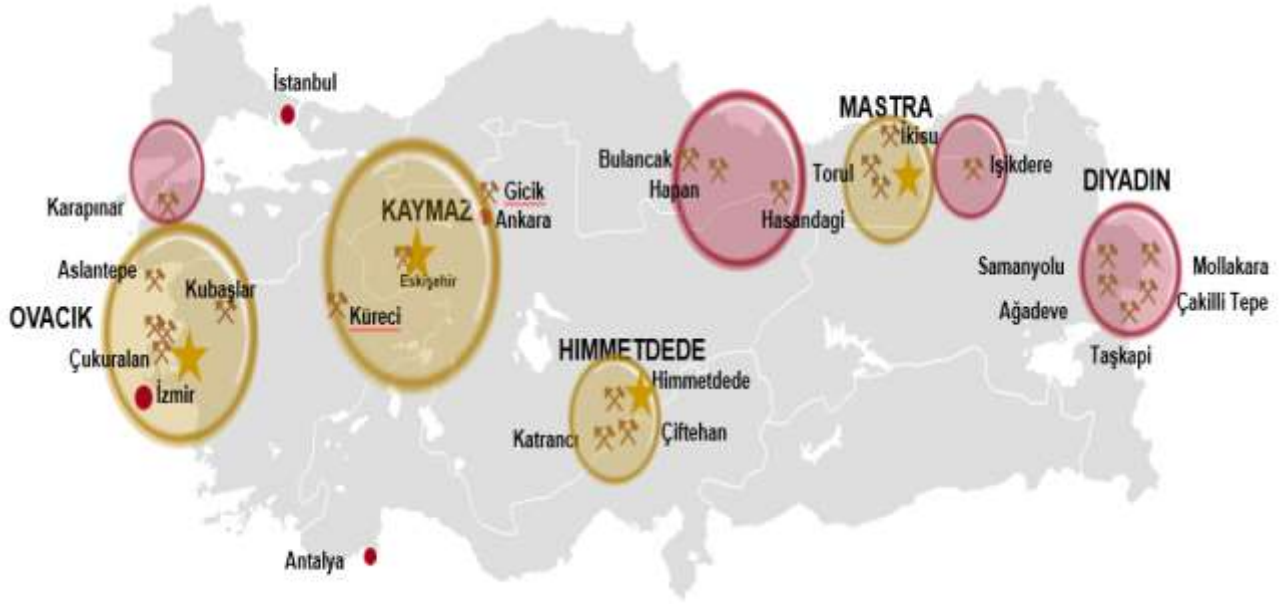 İstanbul
MASTRA
İkisu
Bulancak
Hapan
Torul
Işikdere
Karapınar
KAYMAZ
Gicik
Ankara
Hasandagi
DIYADIN
Aslantepe
Kubaşlar
Eskişehir
Samanyolu
Mollakara
OVACIK
Küreci
Ağadeve
Çakilli Tepe
Çukuralan
HIMMETDEDE
Taşkapi
İzmir
Himmetdede
Katrancı
Çiftehan
Antalya